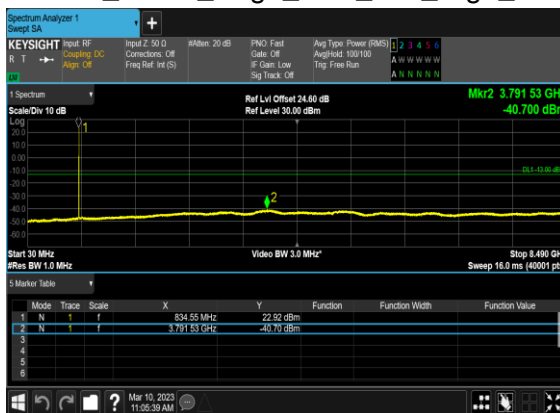 Spectrum Analyzer 1
Swept SA
+
KEYSIGHT Input: RF Input Z: 50 Ω #Atten: 20 dB PNO: Fast Avg Type: Power (RMS) 1 2 3 4 5 6
R T Coupling: DC Corrections: Off Gate: Off Avg|Hold: 100/100 A W W W W W
Align: Off Freq Ref: Int (S) IF Gain: Low Trig: Free Run
Sig Track: Off A N N N N N
LXI
1 Spectrum Ref Lvl Offset 24.60 dB Mkr2 3.791 53 GH
Scale/Div 10 dB Ref Level 30.00 dBm -40.700 dBr
Log
20.0
10.0
0.00
-10.0
DL1 -13.00 dB
-20.0
-30.0
-40.0
-50.0
-60.0
1
2
Start 30 MHz Video BW 3.0 MHz* Stop 8.490 GH
#Res BW 1.0 MHz Sweep 16.0 ms (40001 pt
5 Marker Table
Mode Trace Scale X Y Function Function Width Function Value
1 N 1 f 834.55 MHz 22.92 dBm
2 N 1 f 3.791 53 GHz -40.70 dBm
3
4
5
6
?
Mar 10, 2023
11:05:39 AM